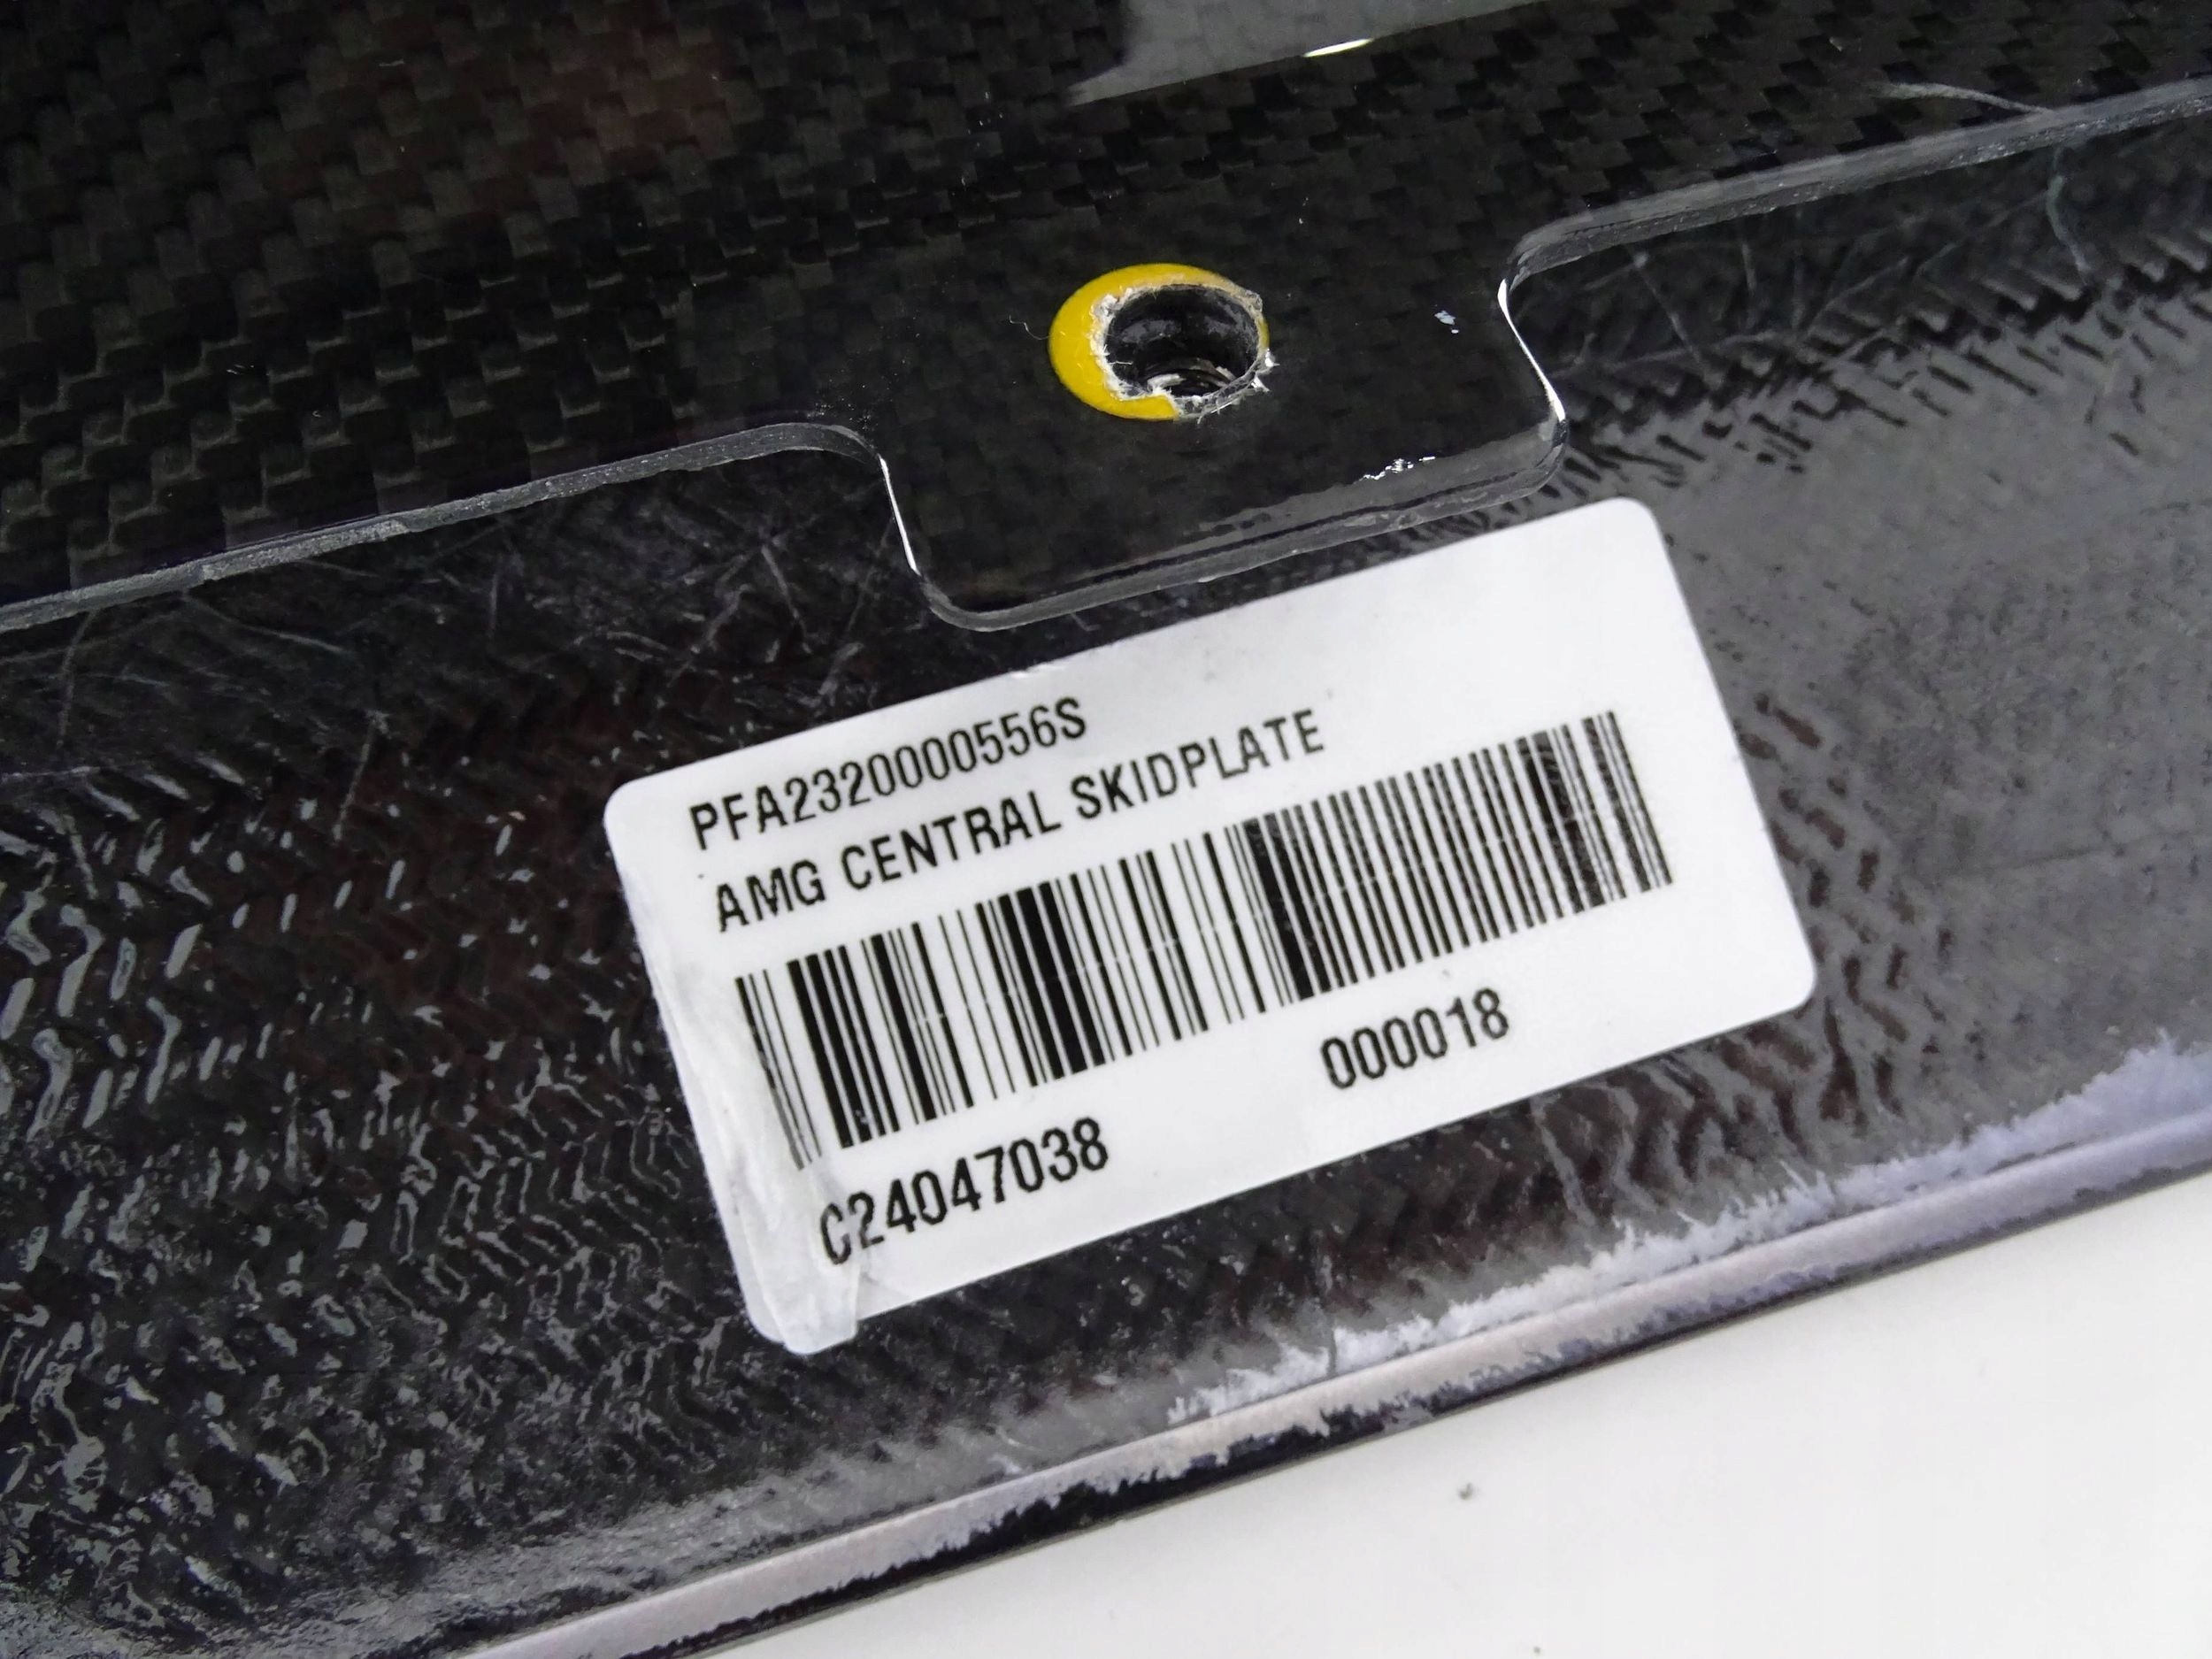 PFA2320000556S
AMG CENTRAL SKIDPLATE
000018
C24047038